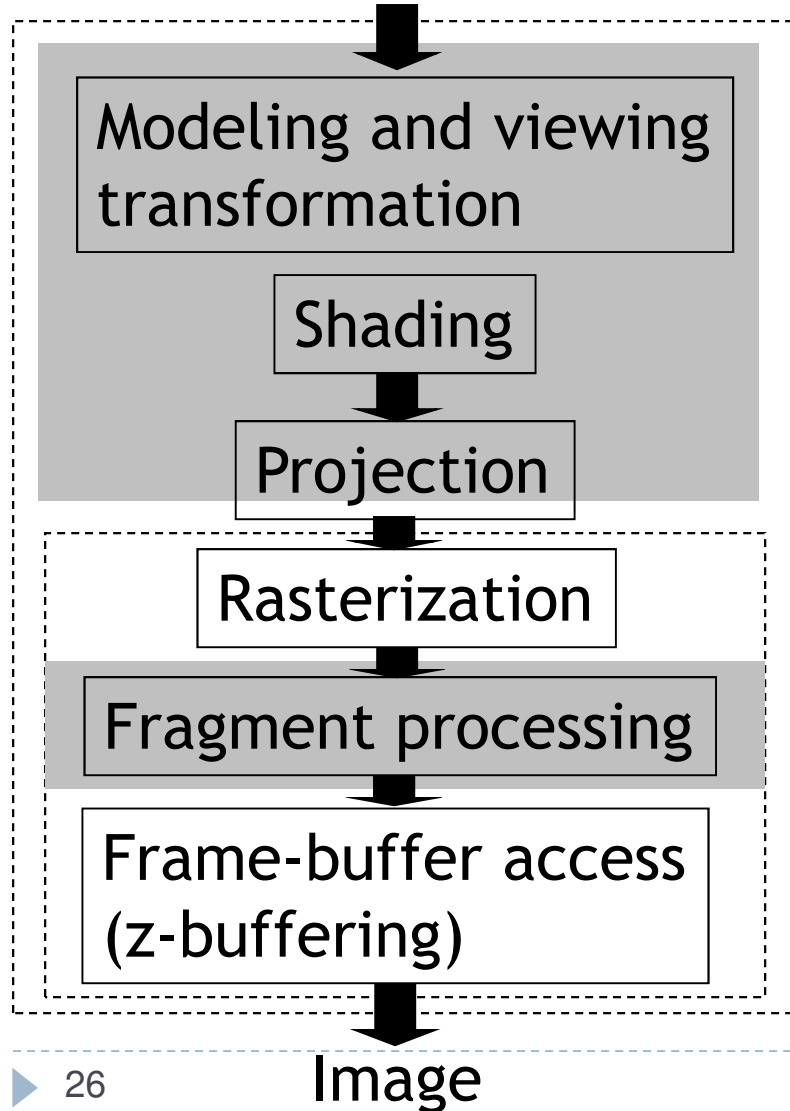 Modeling and viewing
transformation
Shading
Projection
Rasterization
Fragment processing
Frame-buffer access
(z-buffering)
26
Image